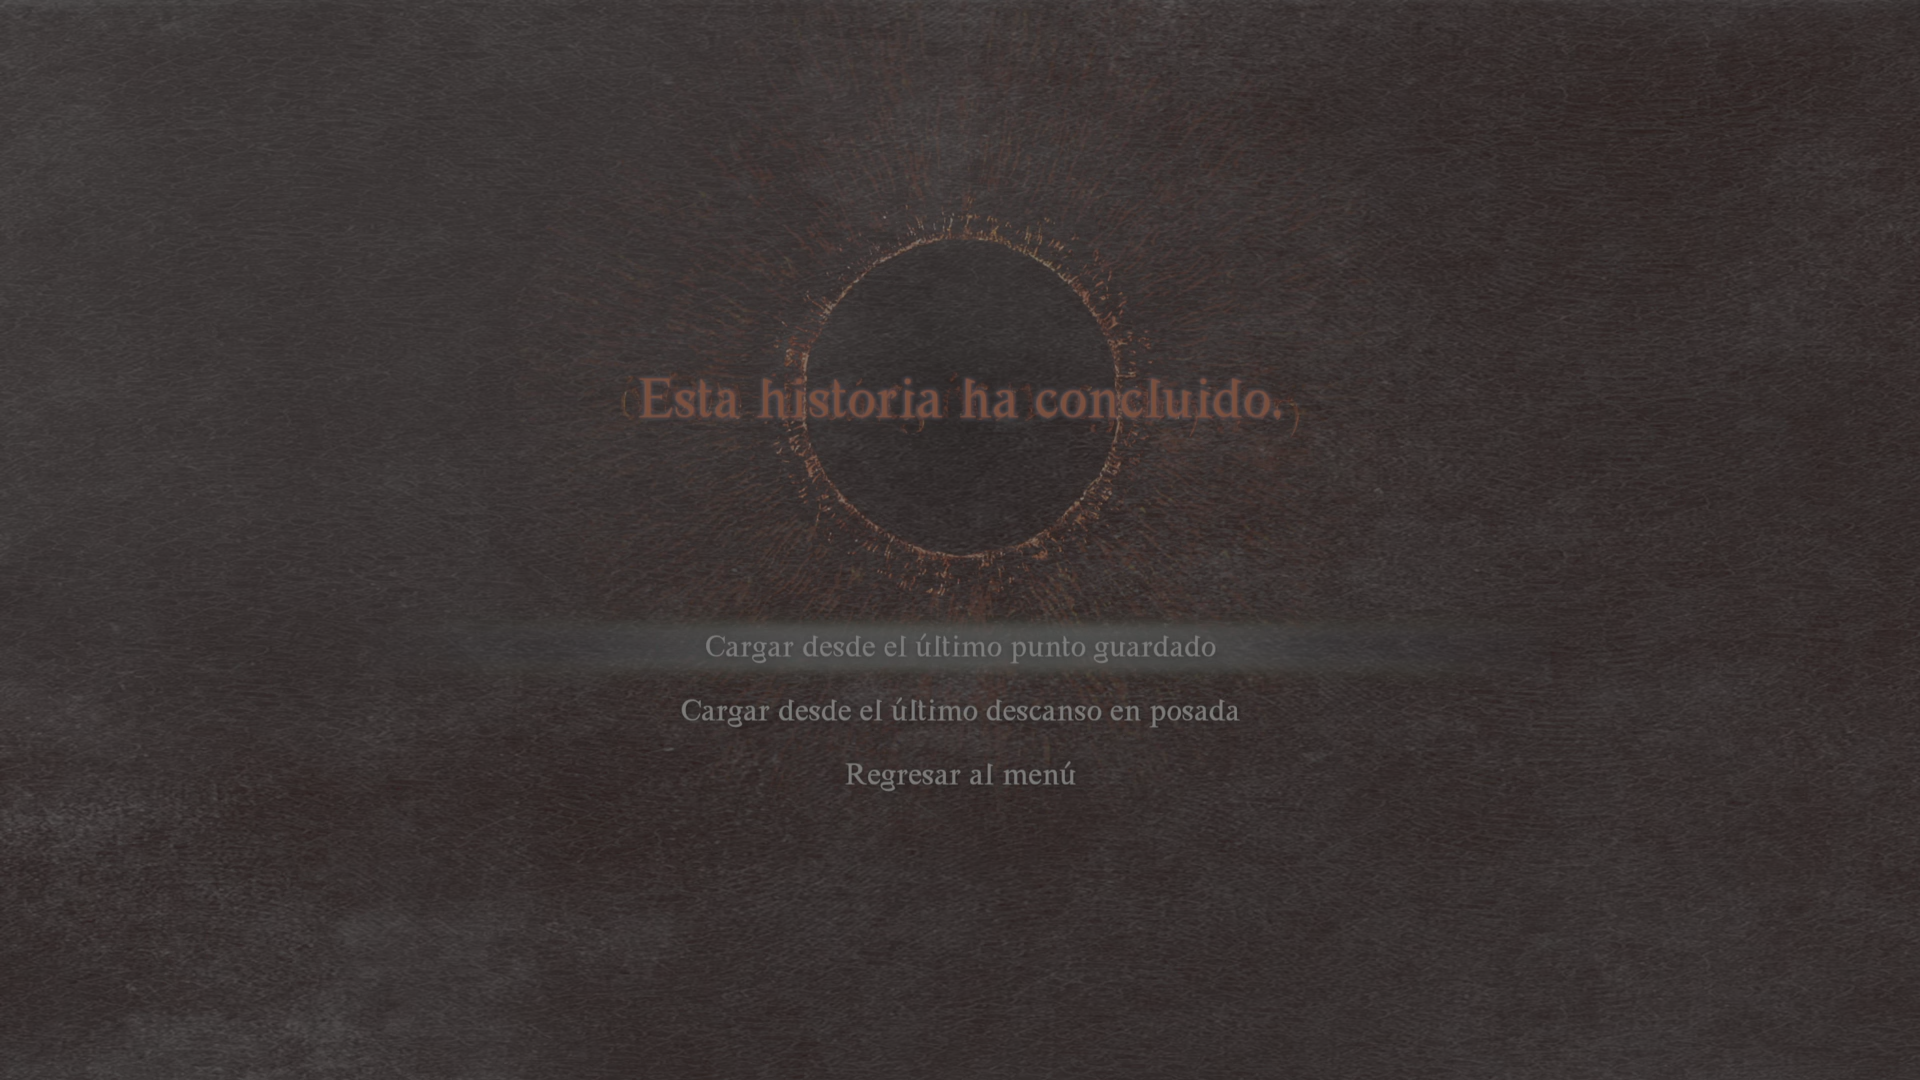 Esta historia ha concluido.
Cargar desde el último punto guardado
Cargar desde el último descanso en posada
Regresar al menú